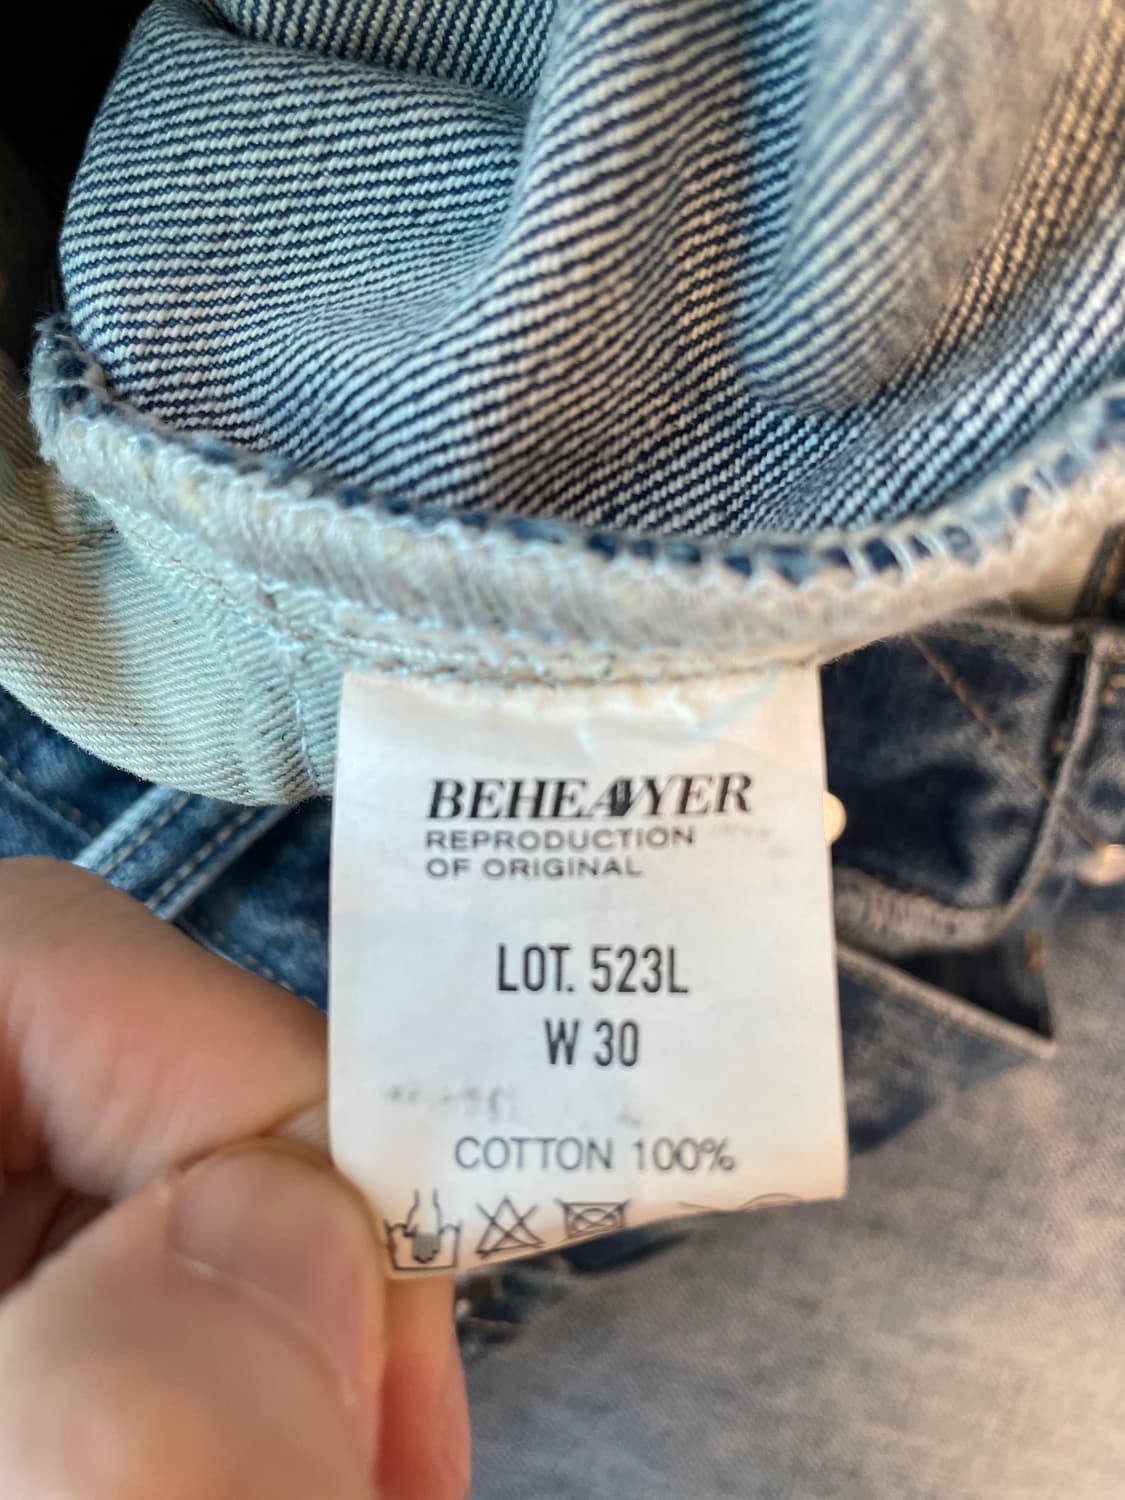 BEHEAVYER
REPRODUCTION
OF ORIGINAL
LOT. 523L
W 30
COTTON 100%